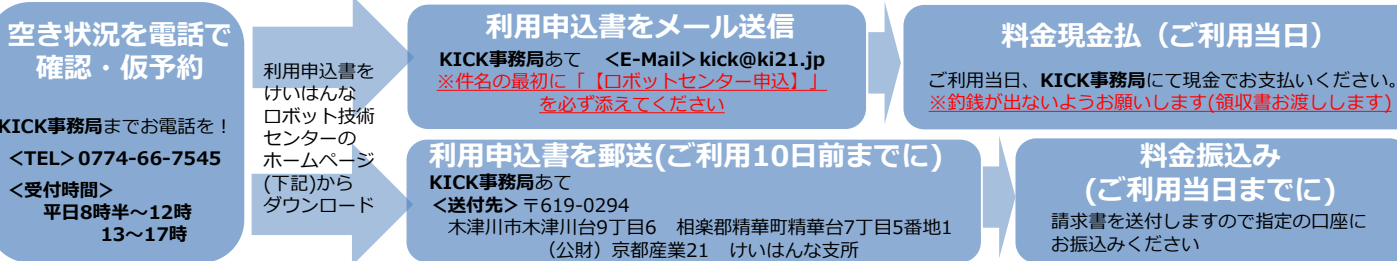 空き状況を電話で
確認・仮予約
KICK事務局までお電話を！
<TEL>0774-66-7545
<受付時間>
平日8時半～12時
13～17時
利用申込書を
けいはんな
ロボット技術
センターの
ホームページ
(下記)から
ダウンロード
利用申込書をメール送信
KICK事務局あて　<E-Mail>kick@ki21.jp
※件名の最初に「【ロボットセンター申込】」
を必ず添えてください
料金現金払（ご利用当日）
ご利用当日、KICK事務局にて現金でお支払いください。
※釣銭が出ないようお願いします(領収書お渡しします)
利用申込書を郵送(ご利用10日前までに)
KICK事務局あて
<送付先>〒619-0294
木津川市木津川台9丁目6　相楽郡精華町精華台7丁目5番地1
（公財）京都産業21　けいはんな支所
料金振込み
(ご利用当日までに)
請求書を送付しますので指定の口座に
お振込みください